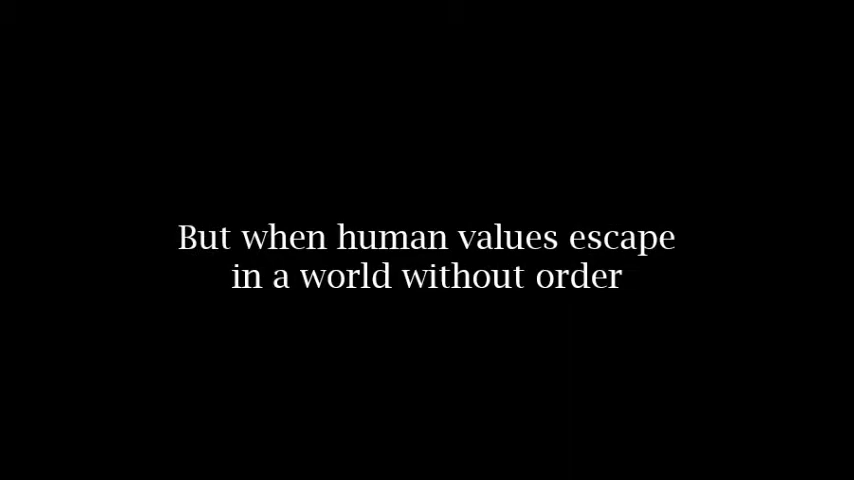 But when human values escape
in a world without order